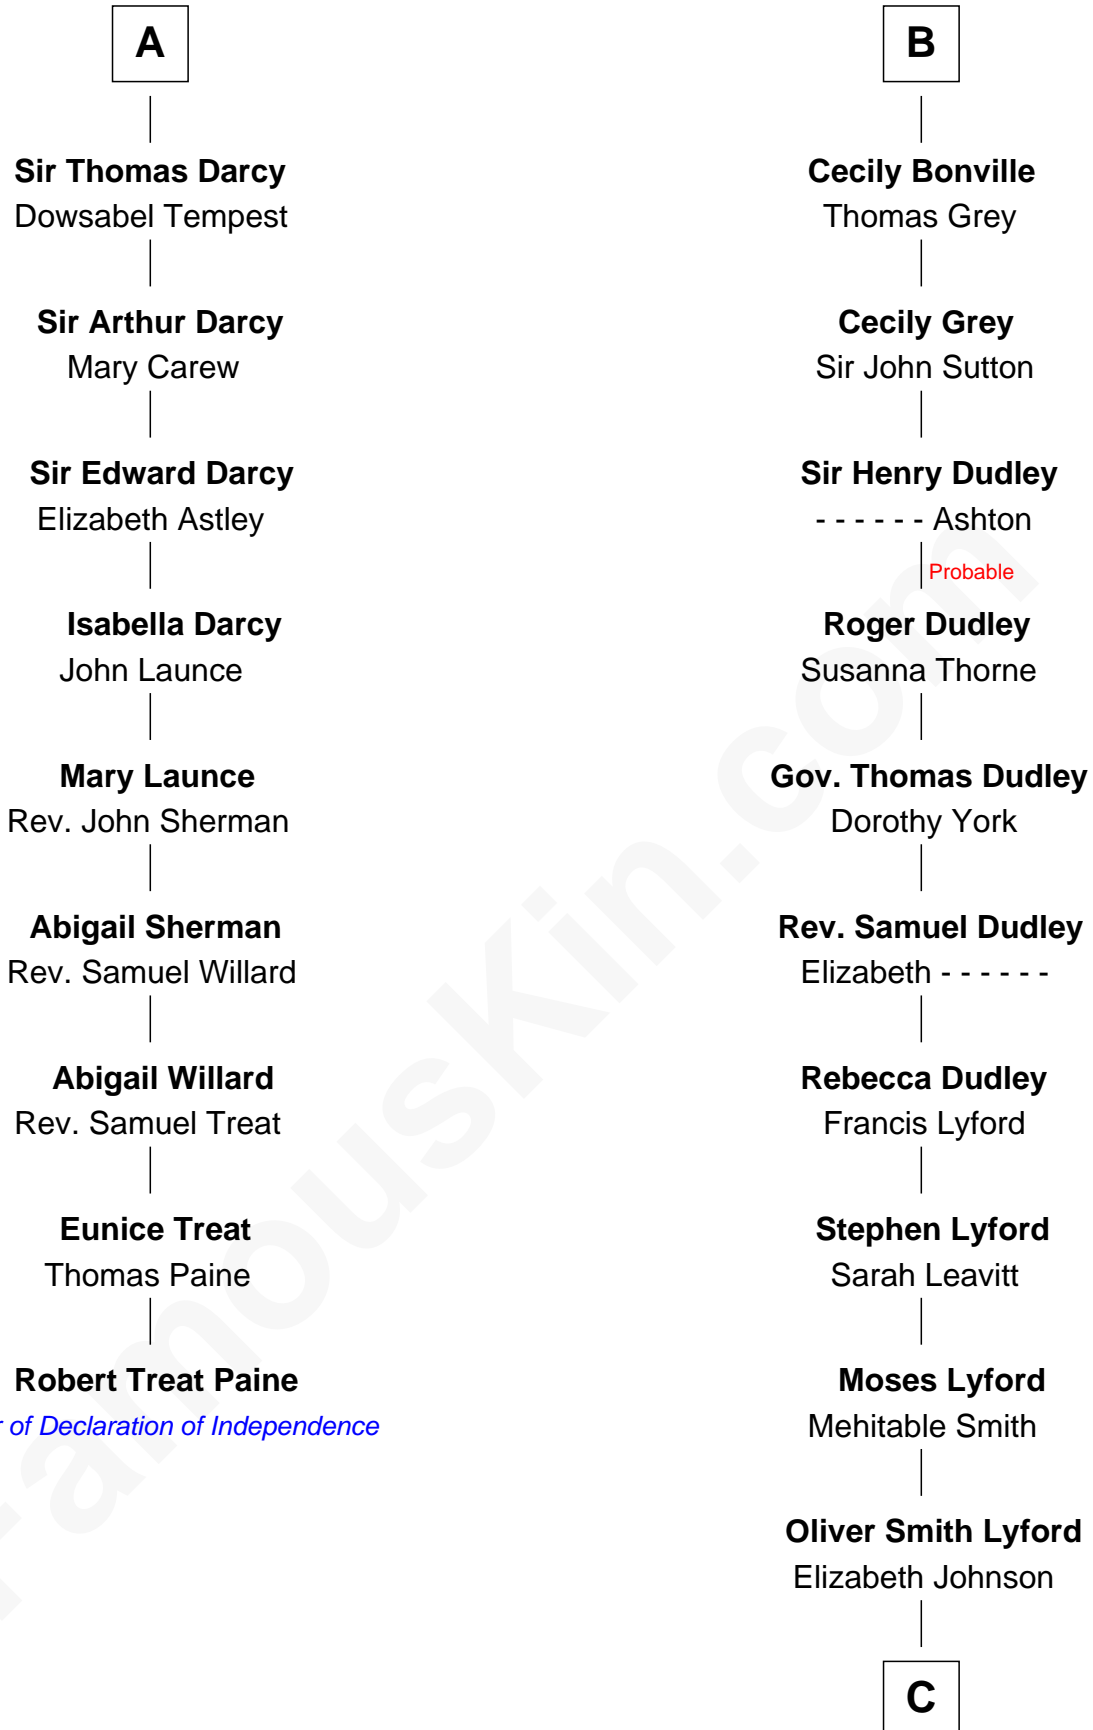 A
Sir Thomas Darcy
Dowsabel Tempest
Sir Arthur Darcy
Mary Carew
Sir Edward Darcy
Elizabeth Astley
Isabella Darcy
John Launce
Mary Launce
Rev. John Sherman
Abigail Sherman
Rev. Samuel Willard
Abigail Willard
Rev. Samuel Treat
Eunice Treat
Thomas Paine
Robert Treat Paine
of Declaration of Independence
B
Cecily Bonville
Thomas Grey
Cecily Grey
Sir John Sutton
Sir Henry Dudley
- - - - - - Ashton
Probable
Roger Dudley
Susanna Thorne
Gov. Thomas Dudley
Dorothy York
Rev. Samuel Dudley
Elizabeth - - - - - -
Rebecca Dudley
Francis Lyford
Stephen Lyford
Sarah Leavitt
Moses Lyford
Mehitable Smith
Oliver Smith Lyford
Elizabeth Johnson
C
FamousKin.com